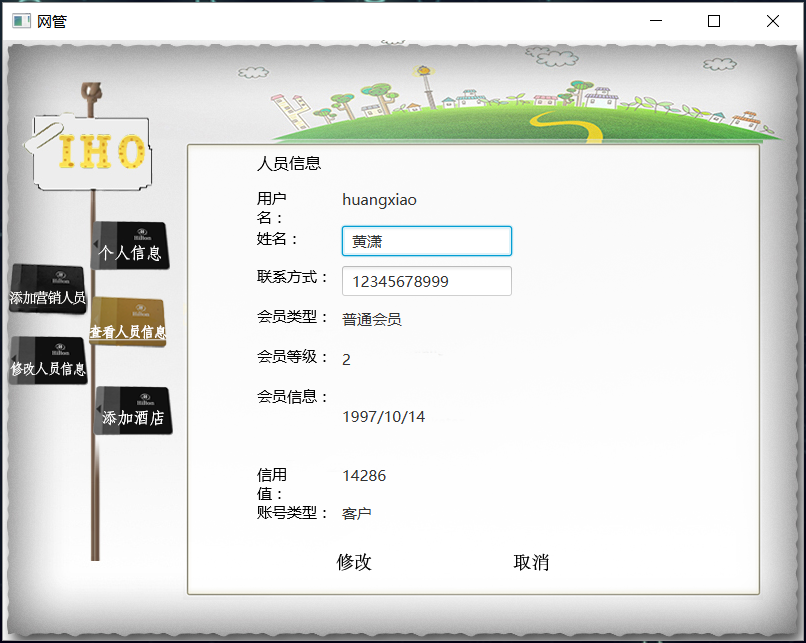 网管
IHO
个人信息
添加营销人员
查看人员信息
修改人员信息
添加酒店
人员信息
用户
名： huangxiao
姓名： 黄潇
联系方式： 12345678999
会员类型： 普通会员
会员等级： 2
会员信息：
1997/10/14
信用
值： 14286
账号类型： 客户
修改 取消